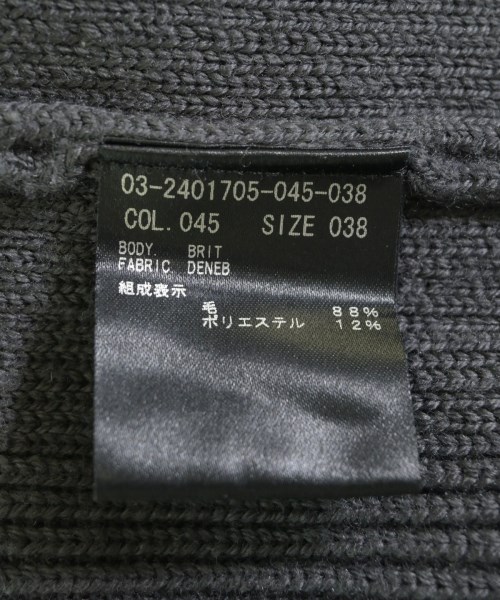 03-2401705-045-038
COL. 045 SIZE 038
BODY. BRIT
FABRIC DENEB
組成表示
毛 88%
ポリエステル 12%